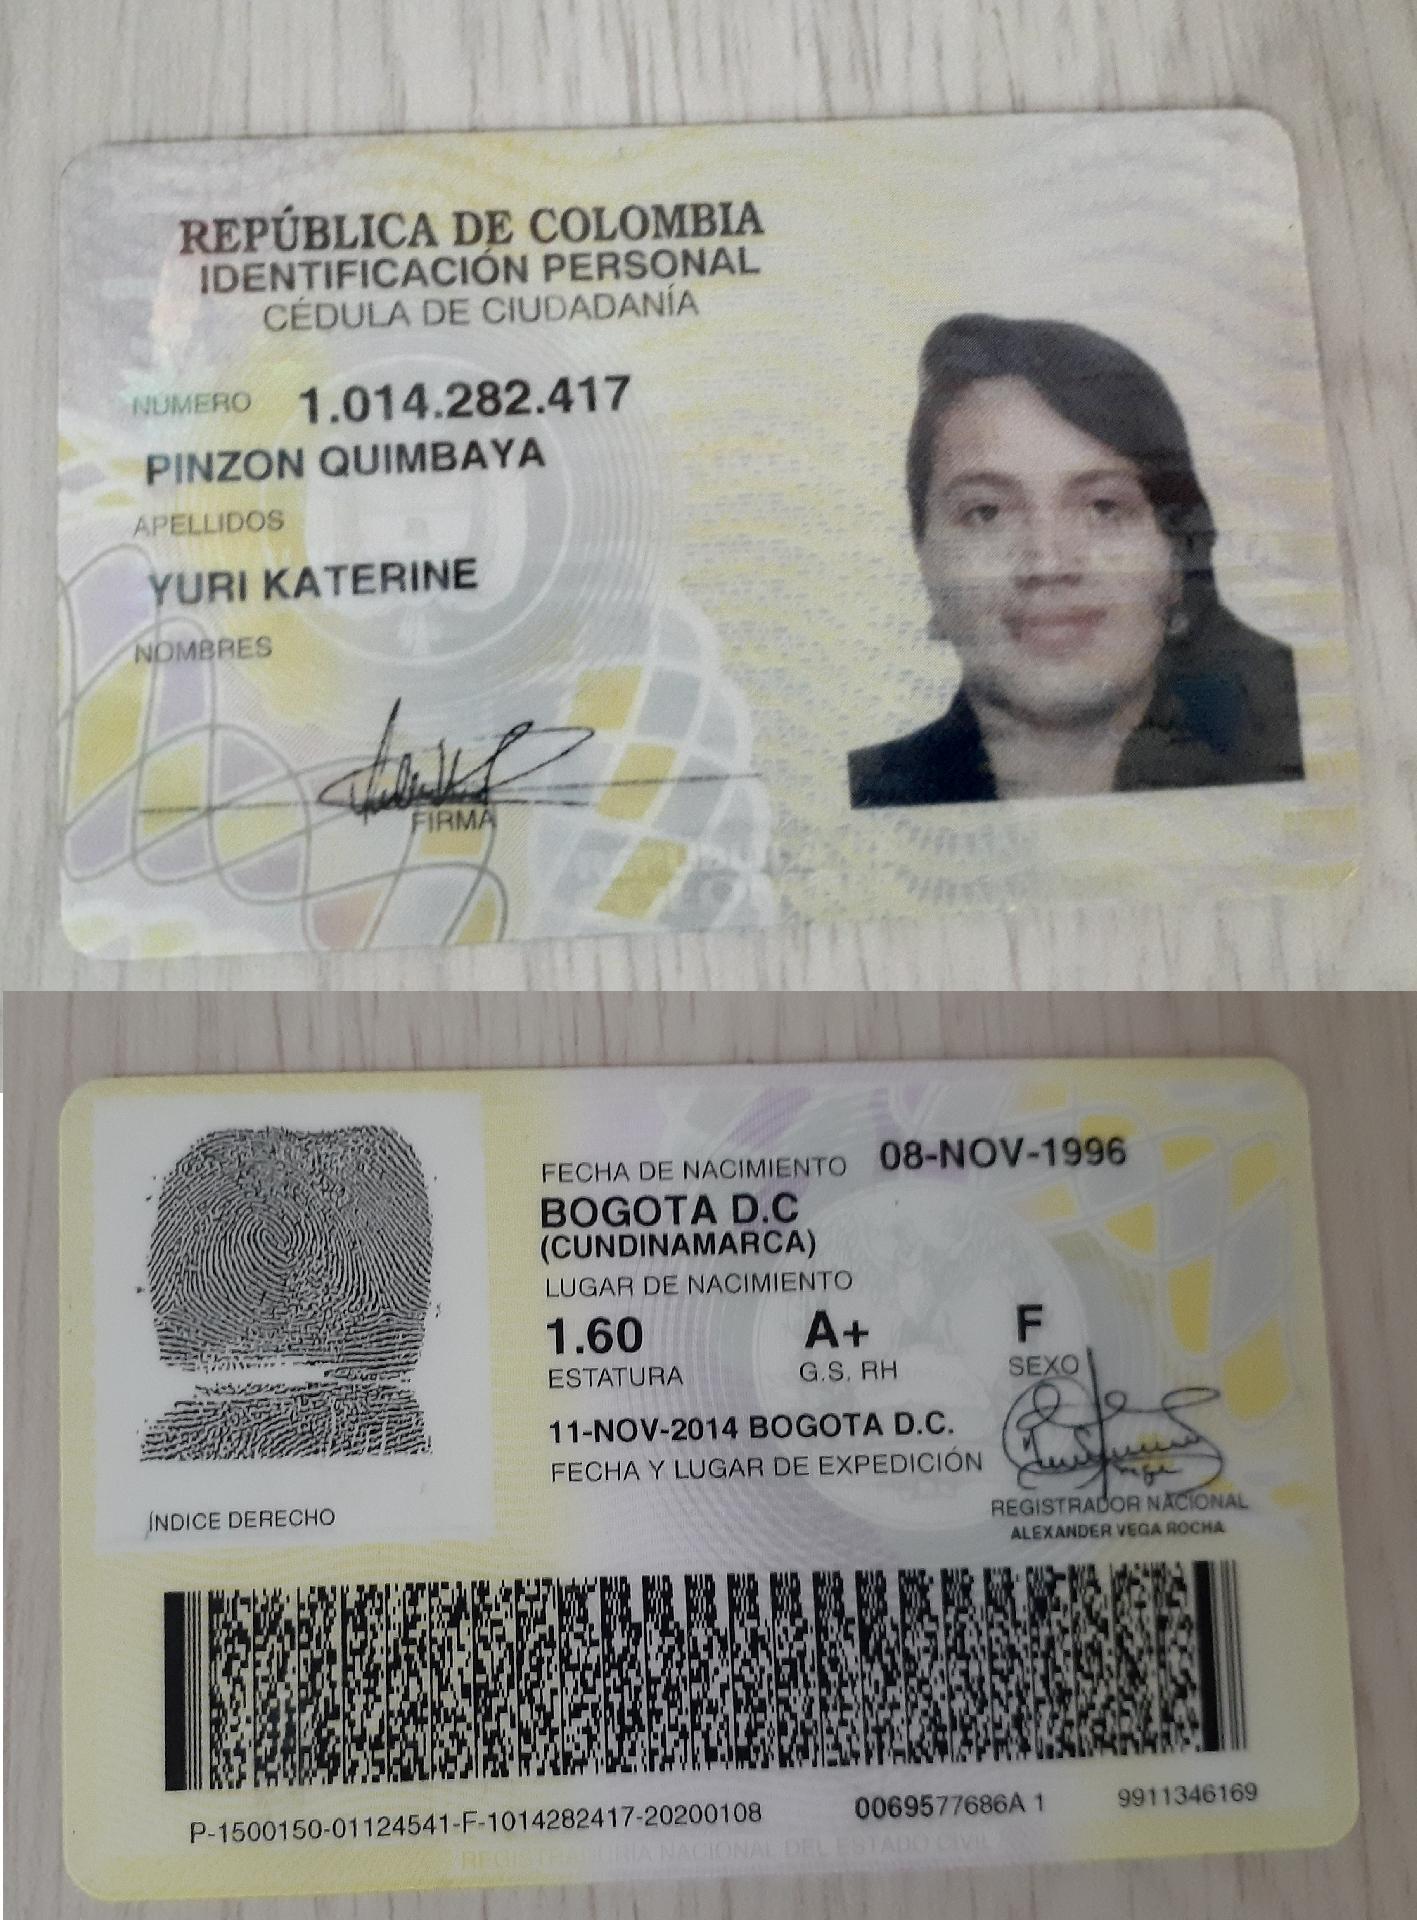 REPÚBLICA DE COLOMBIA
IDENTIFICACIÓN PERSONAL
CÉDULA DE CIUDADANÍA
NUMERO 1.014.282.417
PINZON QUIMBAYA
APELLIDOS
YURI KATERINE
NOMBRES
FIRMA
FECHA DE NACIMIENTO 08-NOV-1996
BOGOTA D.C
(CUNDINAMARCA)
LUGAR DE NACIMIENTO
1.60 A+ F
ESTATURA G.S. RH SEXO
11-NOV-2014 BOGOTA D.C.
FECHA Y LUGAR DE EXPEDICIÓN
REGISTRADOR NACIONAL
ALEXANDER VEGA ROCHA
ÍNDICE DERECHO
P-1500150-01124541-F-1014282417-20200108 0069577686A 1 9911346169
REGISTRADURIA NACIONAL DEL ESTADO CIVIL